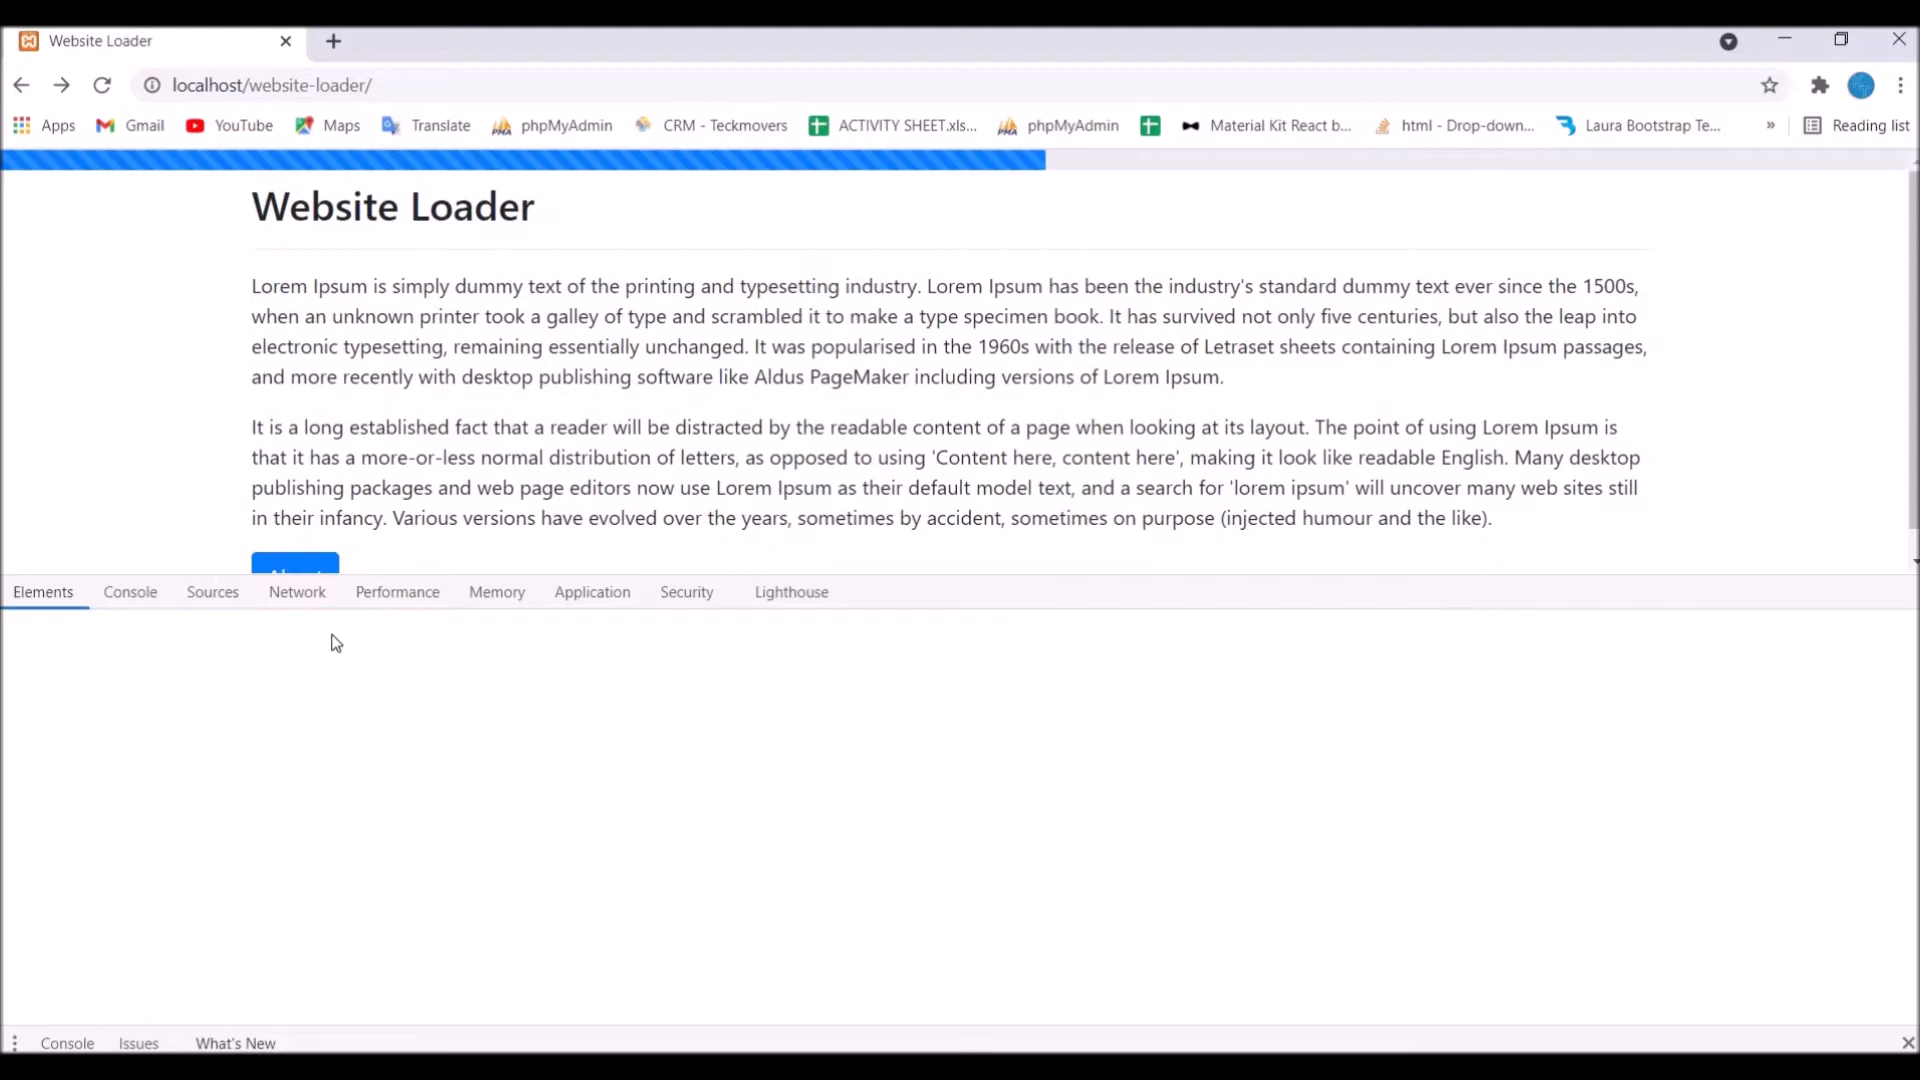 Website Loader
localhost/website-loader/
Apps Gmail YouTube Maps Translate phpMyAdmin CRM - Teckmovers ACTIVITY SHEET.xls... phpMyAdmin Material Kit React b... html - Drop-down... Laura Bootstrap Te... » Reading list
Website Loader
Lorem Ipsum is simply dummy text of the printing and typesetting industry. Lorem Ipsum has been the industry's standard dummy text ever since the 1500s,
when an unknown printer took a galley of type and scrambled it to make a type specimen book. It has survived not only five centuries, but also the leap into
electronic typesetting, remaining essentially unchanged. It was popularised in the 1960s with the release of Letraset sheets containing Lorem Ipsum passages,
and more recently with desktop publishing software like Aldus PageMaker including versions of Lorem Ipsum.
It is a long established fact that a reader will be distracted by the readable content of a page when looking at its layout. The point of using Lorem Ipsum is
that it has a more-or-less normal distribution of letters, as opposed to using 'Content here, content here', making it look like readable English. Many desktop
publishing packages and web page editors now use Lorem Ipsum as their default model text, and a search for 'lorem ipsum' will uncover many web sites still
in their infancy. Various versions have evolved over the years, sometimes by accident, sometimes on purpose (injected humour and the like).
Elements Console Sources Network Performance Memory Application Security Lighthouse
Console Issues What's New